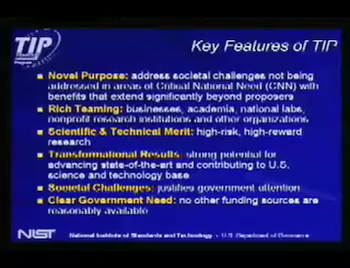 TIP
Program
Key Features of TIP
Novel Purpose: address societal challenges not being
addressed in areas of Critical National Need (CNN) with
benefits that extend significantly beyond proposers
Rich Teaming: businesses, academia, national labs,
nonprofit research institutions and other organizations
Scientific & Technical Merit: high-risk, high-reward
research
Transformational Results: strong potential for
advancing state-of-the-art and contributing to U.S.
science and technology base
Societal Challenges: justifies government attention
Clear Government Need: no other funding sources are
reasonably available
NIST National Institute of Standards and Technology • U.S. Department of Commerce